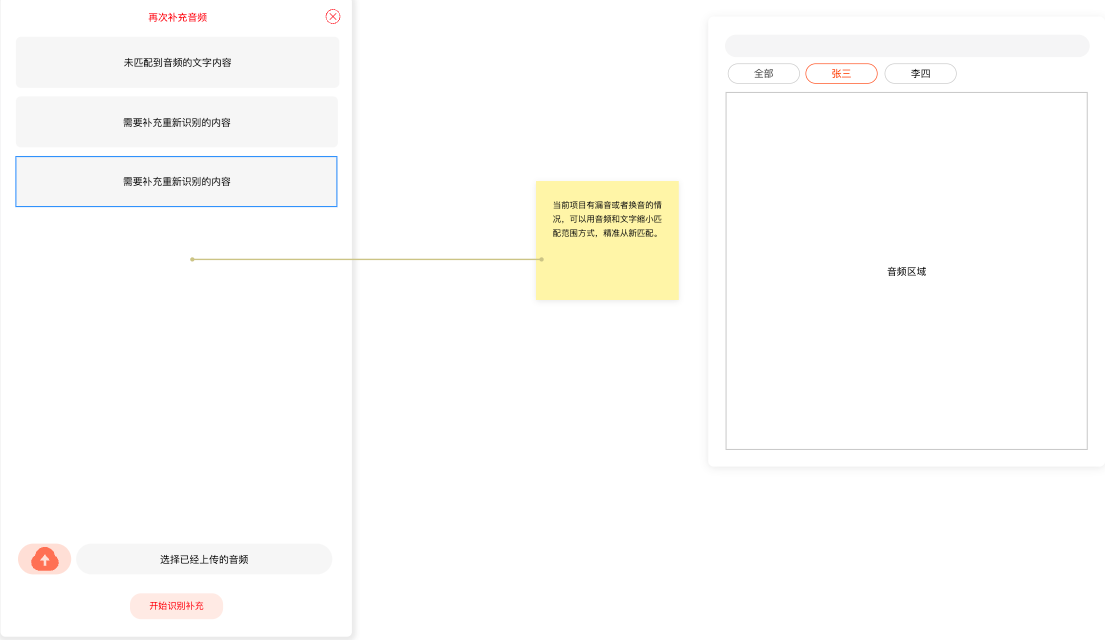 再次补充音频
未匹配到音频的文字内容
需要补充重新识别的内容
需要补充重新识别的内容
选择已经上传的音频
开始识别补充
当前项目有漏音或者换音的情
况，可以用音频和文字缩小匹
配范围方式，精准从新匹配。
全部
张三
李四
音频区域